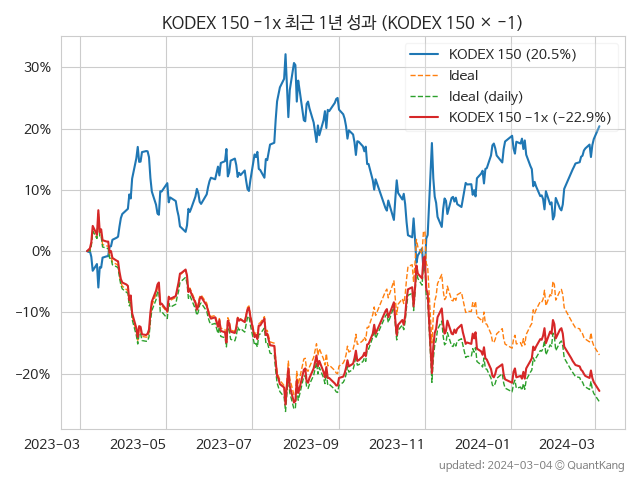 KODEX 150 −1x 최근 1년 성과 (KODEX 150 × −1)
KODEX 150 (20.5%)
Ideal
Ideal (daily)
KODEX 150 −1x (−22.9%)
30%
20%
10%
0%
−10%
−20%
2023−03
2023−05
2023−07
2023−09
2023−11
2024−01
2024−03
updated: 2024−03−04 © QuantKang